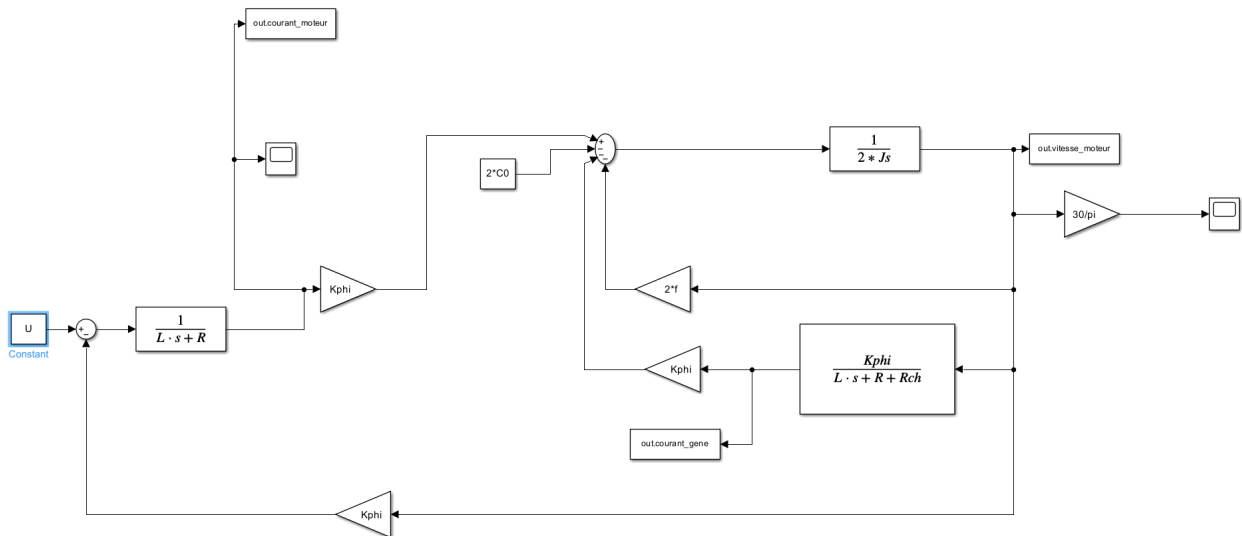 out.courant_moteur
+
−
−
−
1
2 * Js
out.vitesse_moteur
2*C0
30/pi
Kphi
2*f
U
+
−
1
L · s + R
Constant
Kphi
Kphi
L · s + R + Rch
out.courant_gene
Kphi